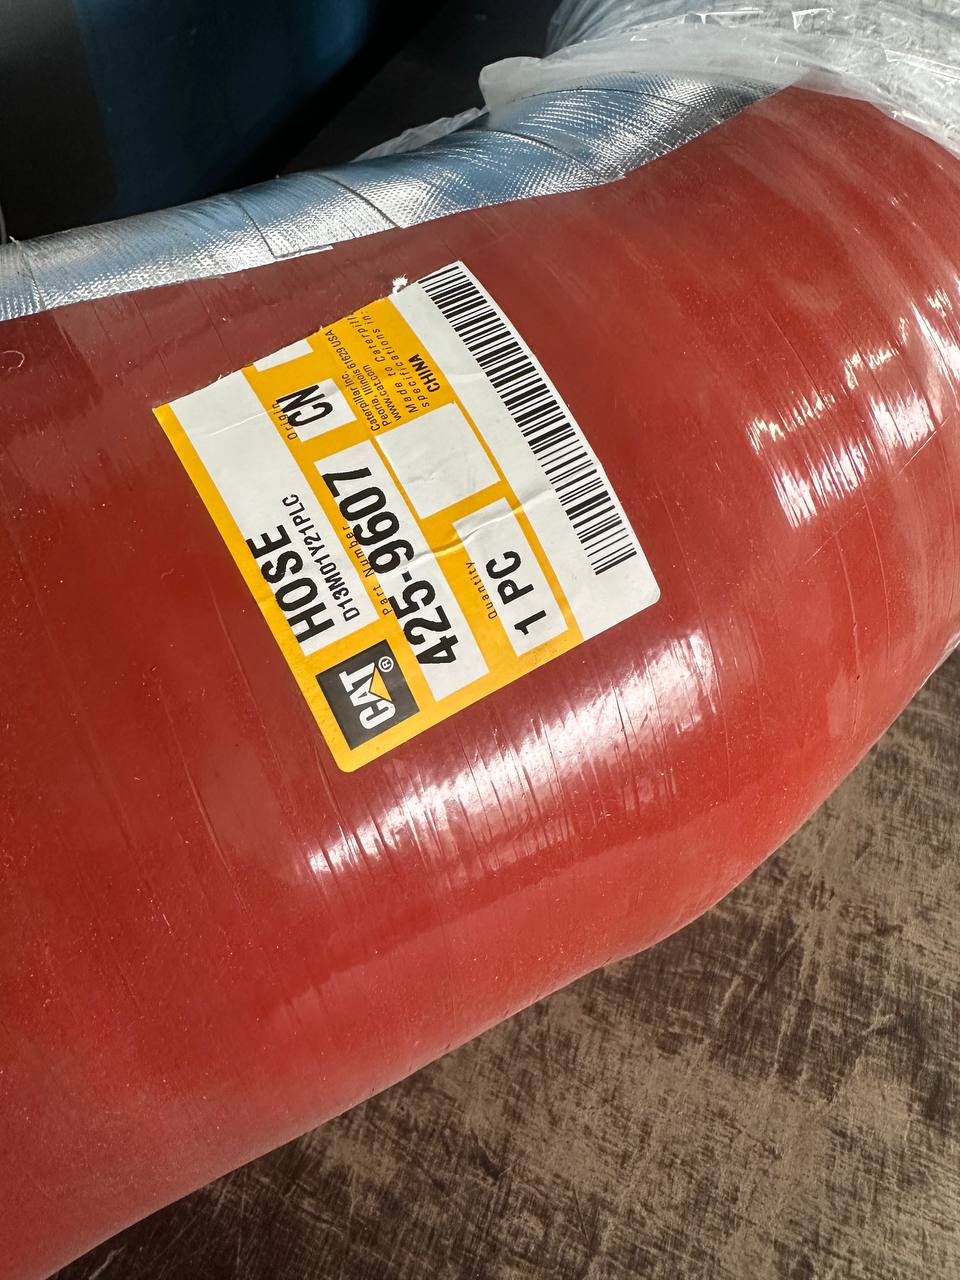 HOSE
D13M01Y21PLC
Origin
CN
Part Number
425-9607
Caterpillar Inc.
Peoria, Illinois 61629 USA
www.cat.com
Made to Caterpillar
specifications in:
CHINA
Quantity
1 PC
CAT®